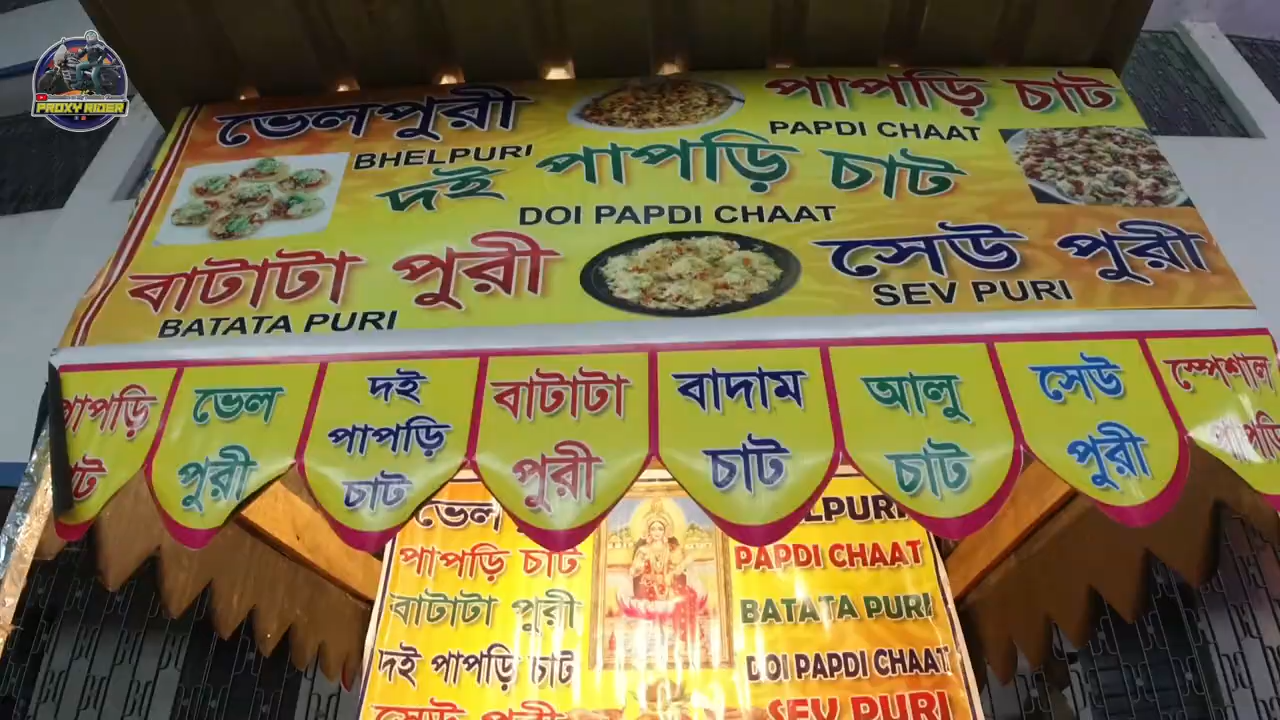 PROXY RIDER
ভেলপুরী
BHELPURI
পাপড়ি চাট
PAPDI CHAAT
দই পাপড়ি চাট
DOI PAPDI CHAAT
বাটাটা পুরী
BATATA PURI
সেউ পুরী
SEV PURI
পাপড়ি
চাট
ভেল
পুরী
দই
পাপড়ি
চাট
বাটাটা
পুরী
বাদাম
চাট
আলু
চাট
সেউ
পুরী
স্পেশাল
পাপড়ি
ভেল
পাপড়ি চাট
PAPDI CHAAT
বাটাটা পুরী
BATATA PURI
দই পাপড়ি চাট
DOI PAPDI CHAAT
সেউ পুরী
SEV PURI